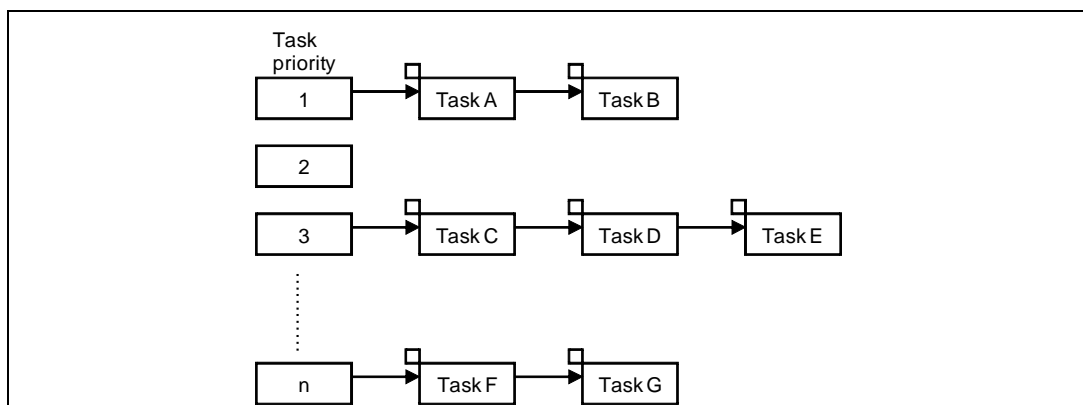 Task
priority
1
Task A
Task B
2
3
Task C
Task D
Task E
n
Task F
Task G